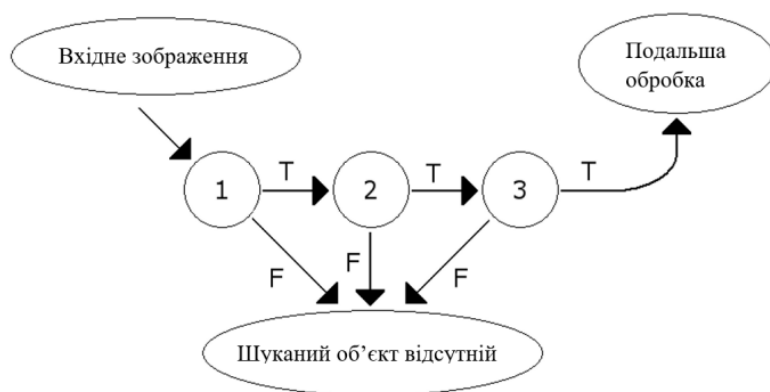 Вхідне зображення
Подальша
обробка
1
T
2
T
3
T
F
F
F
Шуканий об’єкт відсутній